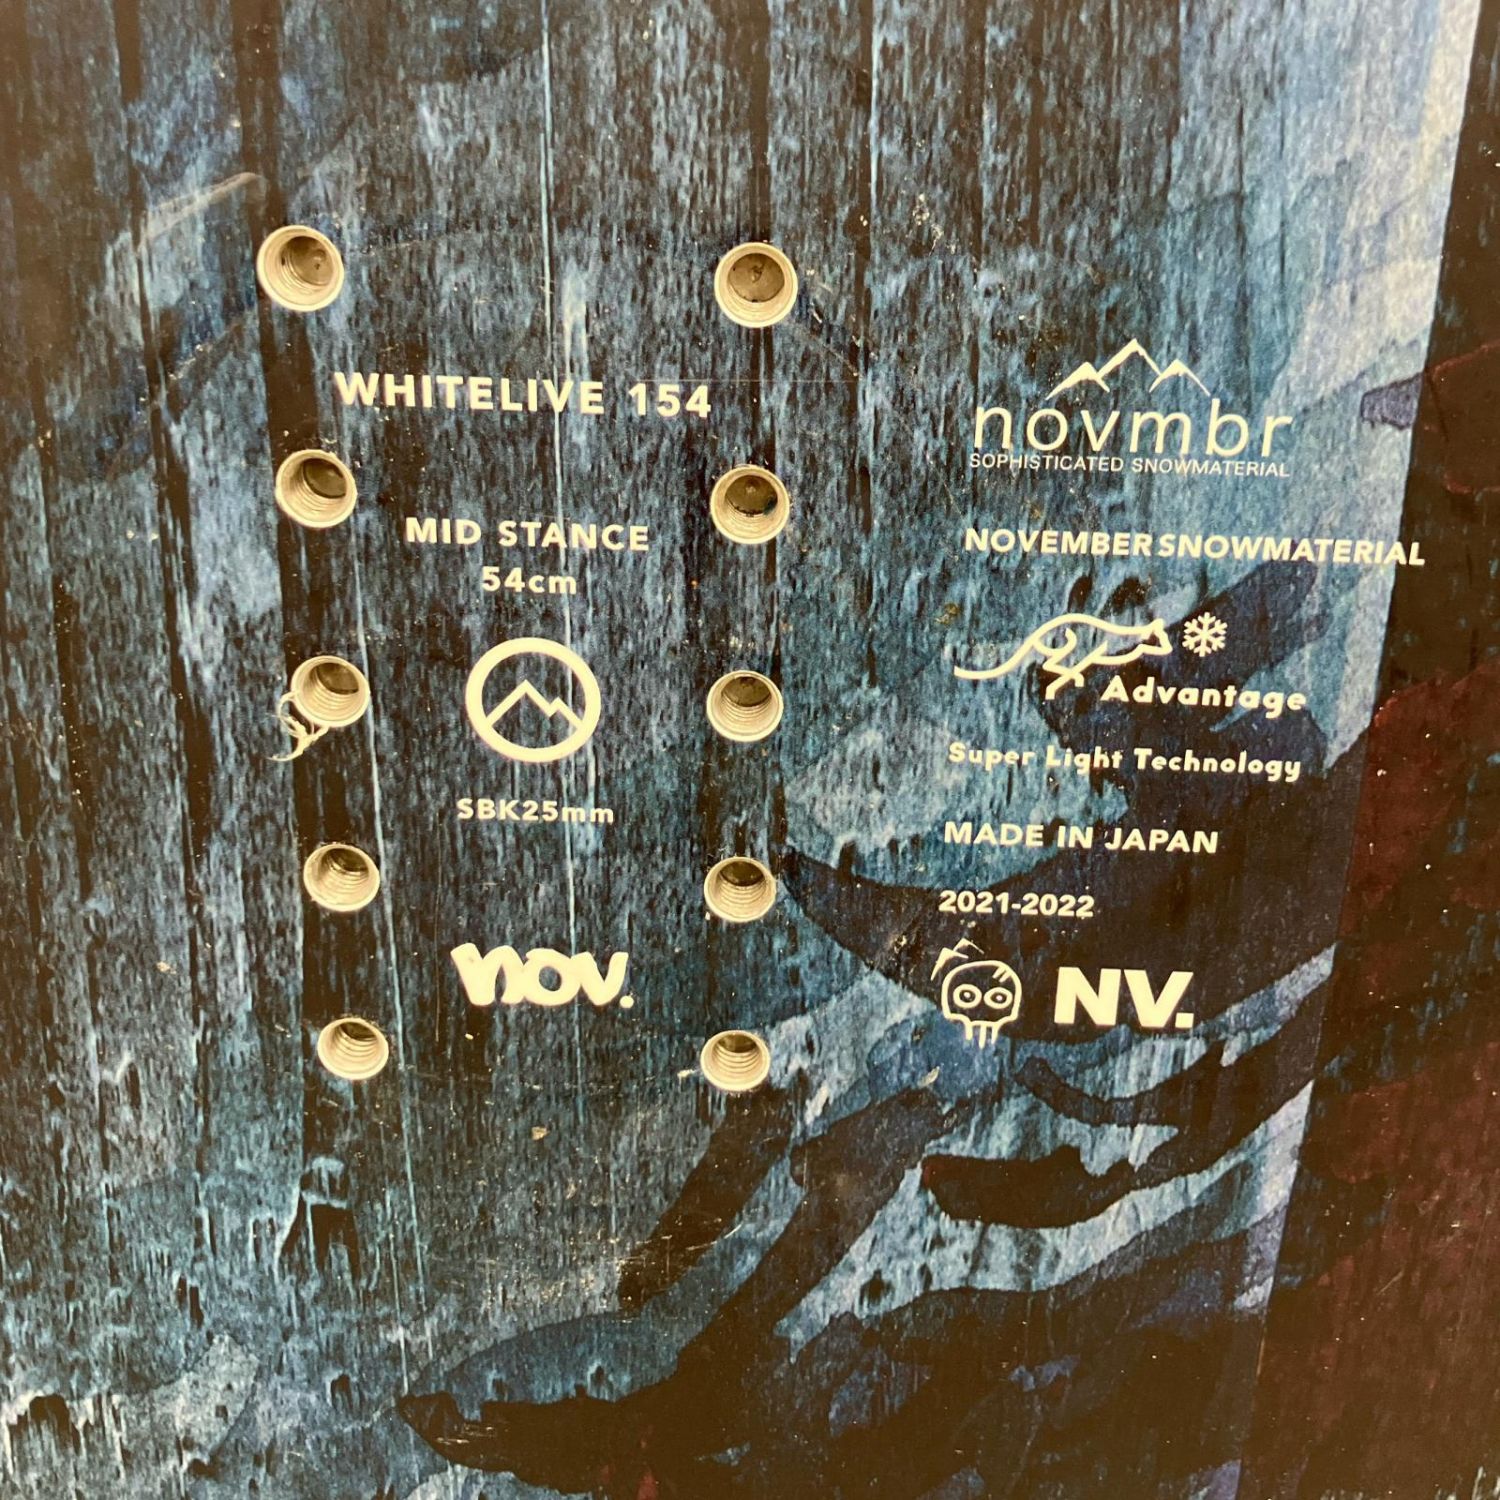 WHITELIVE 154
MID STANCE
54cm
SBK25mm
nov.
novmbr
SOPHISTICATED SNOWMATERIAL
NOVEMBER SNOWMATERIAL
Advantage
Super Light Technology
MADE IN JAPAN
2021-2022
NV.